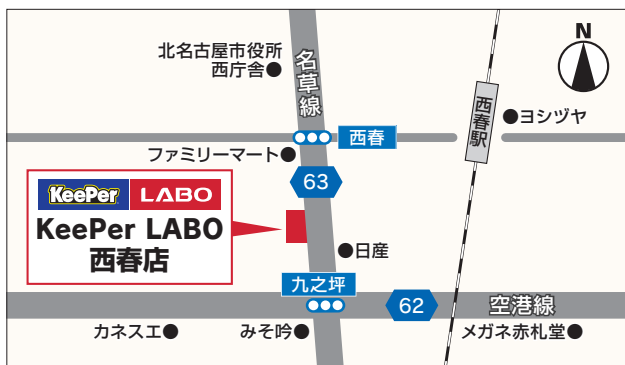 北名古屋市役所
西庁舎●
名草線
N
西春駅
●ヨシヅヤ
西春
ファミリーマート●
63
KeePer LABO
KeePer LABO
西春店
●日産
九之坪
62
空港線
カネスエ●
みそ吟●
メガネ赤札堂●